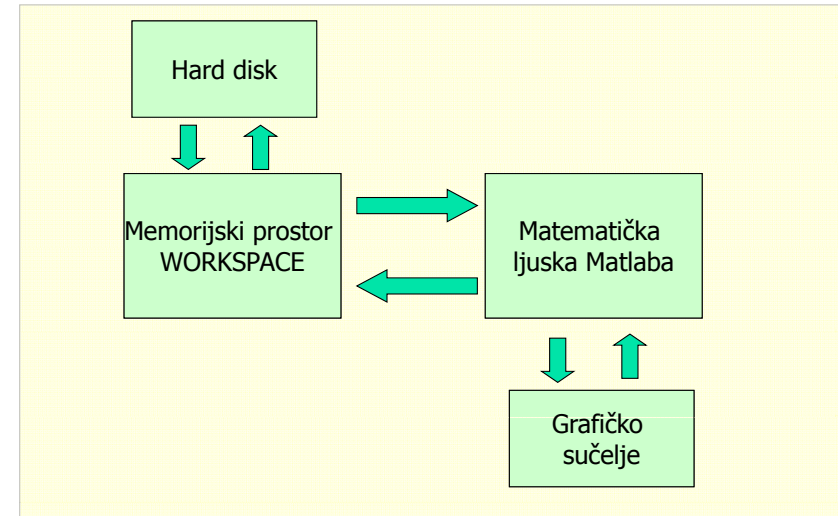 Hard disk
Memorijski prostor
WORKSPACE
Matematička
ljuska Matlaba
Grafičko
sučelje